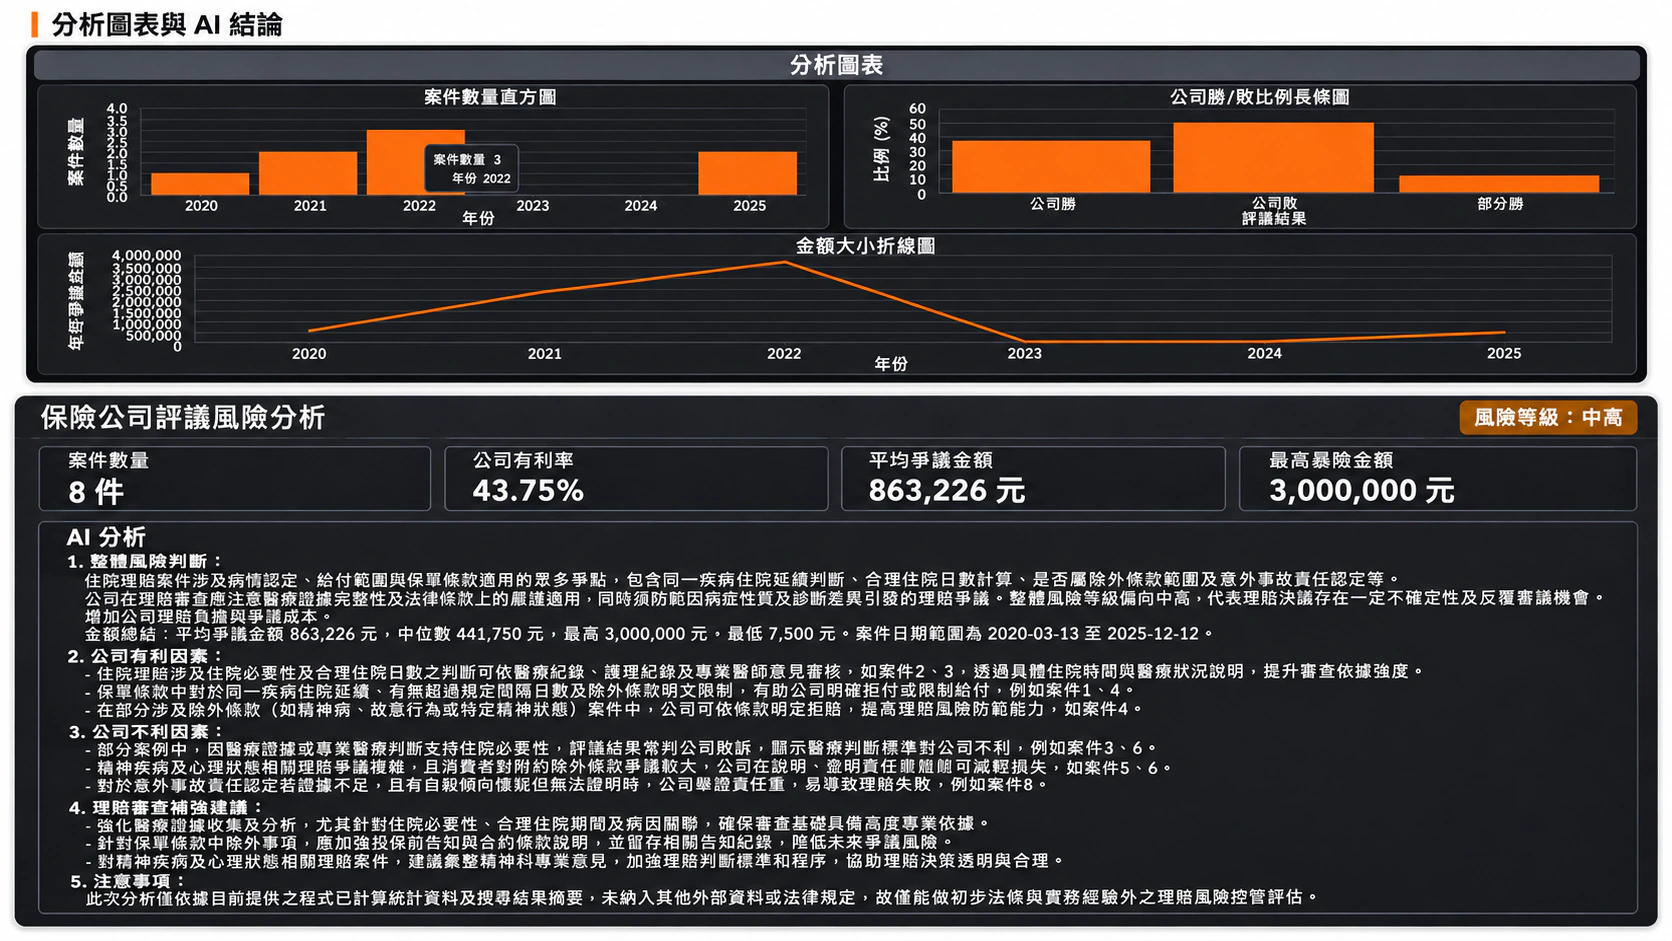 分析圖表與 AI 結論
分析圖表
案件數量直方圖
案件數量
4.0
3.5
3.0
2.5
2.0
1.5
1.0
0.5
0.0
案件數量 3
年份 2022
2020
2021
2022
2023
2024
2025
年份
公司勝/敗比例長條圖
比例 (%)
60
50
40
30
20
10
0
公司勝
公司敗
部分勝
評議結果
金額大小折線圖
4,000,000
3,500,000
3,000,000
2,500,000
2,000,000
1,500,000
1,000,000
500,000
0
2020
2021
2022
2023
2024
2025
年份
保險公司評議風險分析
風險等級：中高
案件數量
8 件
公司有利率
43.75%
平均爭議金額
863,226 元
最高暴險金額
3,000,000 元
AI 分析
1. 整體風險判斷：
住院理賠案件涉及病情認定、給付範圍與保單條款適用的眾多爭點，包含同一疾病住院延續判斷、合理住院日數計算、是否屬除外條款範圍及意外事故責任認定等。
公司在理賠審查應注意醫療證據完整性及法律條款上的嚴護適用，同時須防範因病症性質及診斷差異引發的理賠爭議。整體風險等級偏向中高，代表理賠決議存在一定不確定性及反覆審議機會。
增加公司理賠負擔與爭議成本。
金額總結：平均爭議金額 863,226 元，中位數 441,750 元，最高 3,000,000 元。最低 7,500 元。案件日期範圍為 2020-03-13 至 2025-12-12。
2. 公司有利因素：
- 住院理賠涉及住院必要性及合理住院日數之判斷可依醫療紀錄、護理紀錄及專業醫師意見審核，如案件2、3，透過具體住院時間與醫療狀況說明，提升審查依據強度。
- 保單條款中對於同一疾病住院延續、有無超過規定間隔日數及除外條款明文限制，有助公司明確拒付或限制給付，例如案件1、4。
- 在部分涉及除外條款（如精神病、故意行為或特定精神狀態）案件中，公司可依條款明定拒賠，提高理賠風險防範能力，如案件4。
3. 公司不利因素：
- 部分案例中，因醫療證據或專業醫療判斷支持住院必要性，評議結果常判公司敗訴，顯示醫療判斷標準對公司不利，例如案件3、6。
- 精神疾病及心理狀態相關理賠爭議複雜，且消費者對附約除外條款爭議較大，公司在說明、責任可減輕損失，如案件5、6。
- 對於意外事故責任認定若證據不足，且有自殺傾向懷疑但無法證明時，公司舉證責任重，易導致理賠失敗，例如案件8。
4. 理賠審查補強建議：
- 強化醫療證據收集及分析，尤其針對住院必要性、合理住院期間及病因關聯，確保審查基礎具備高度專業依據。
- 針對保單條款中除外事項，應加強投保前告知與合約條款說明，並留存相關告知紀錄，降低未來爭議風險。
- 對精神疾病及心理狀態相關理賠案件，建議彙整精神科專業意見，加強理賠判斷標準和程序，協助理賠決策透明與合理。
5. 注意事項：
此次分析僅依據目前提供之程式已計算統計資料及搜尋結果摘要，未納入其他外部資料或法律規定，故僅能做初步法條與實務經驗外之理賠風險控管評估。